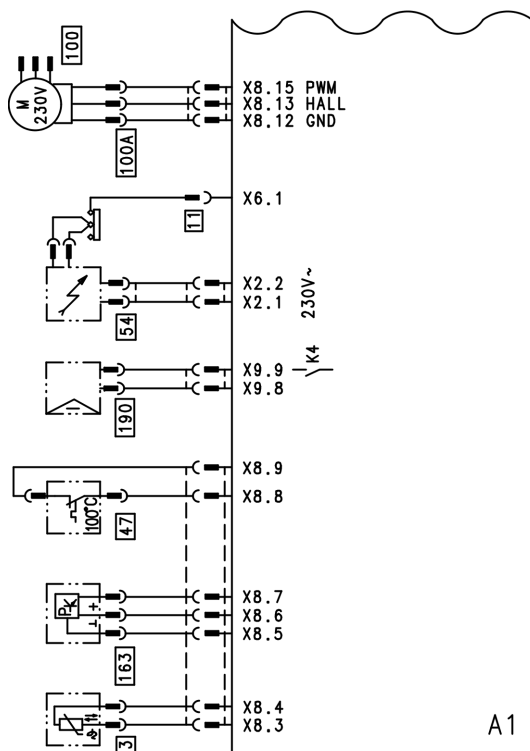 100
M
230V
X8.15 PWM
X8.13 HALL
X8.12 GND
100A
X6.1
11
X2.2
X2.1
230V~
54
X9.9
K4
X9.8
190
X8.9
X8.8
100°C
47
X8.7
P-K
+
X8.6
⊥
X8.5
163
X8.4
X8.3
ϑ
3
A1